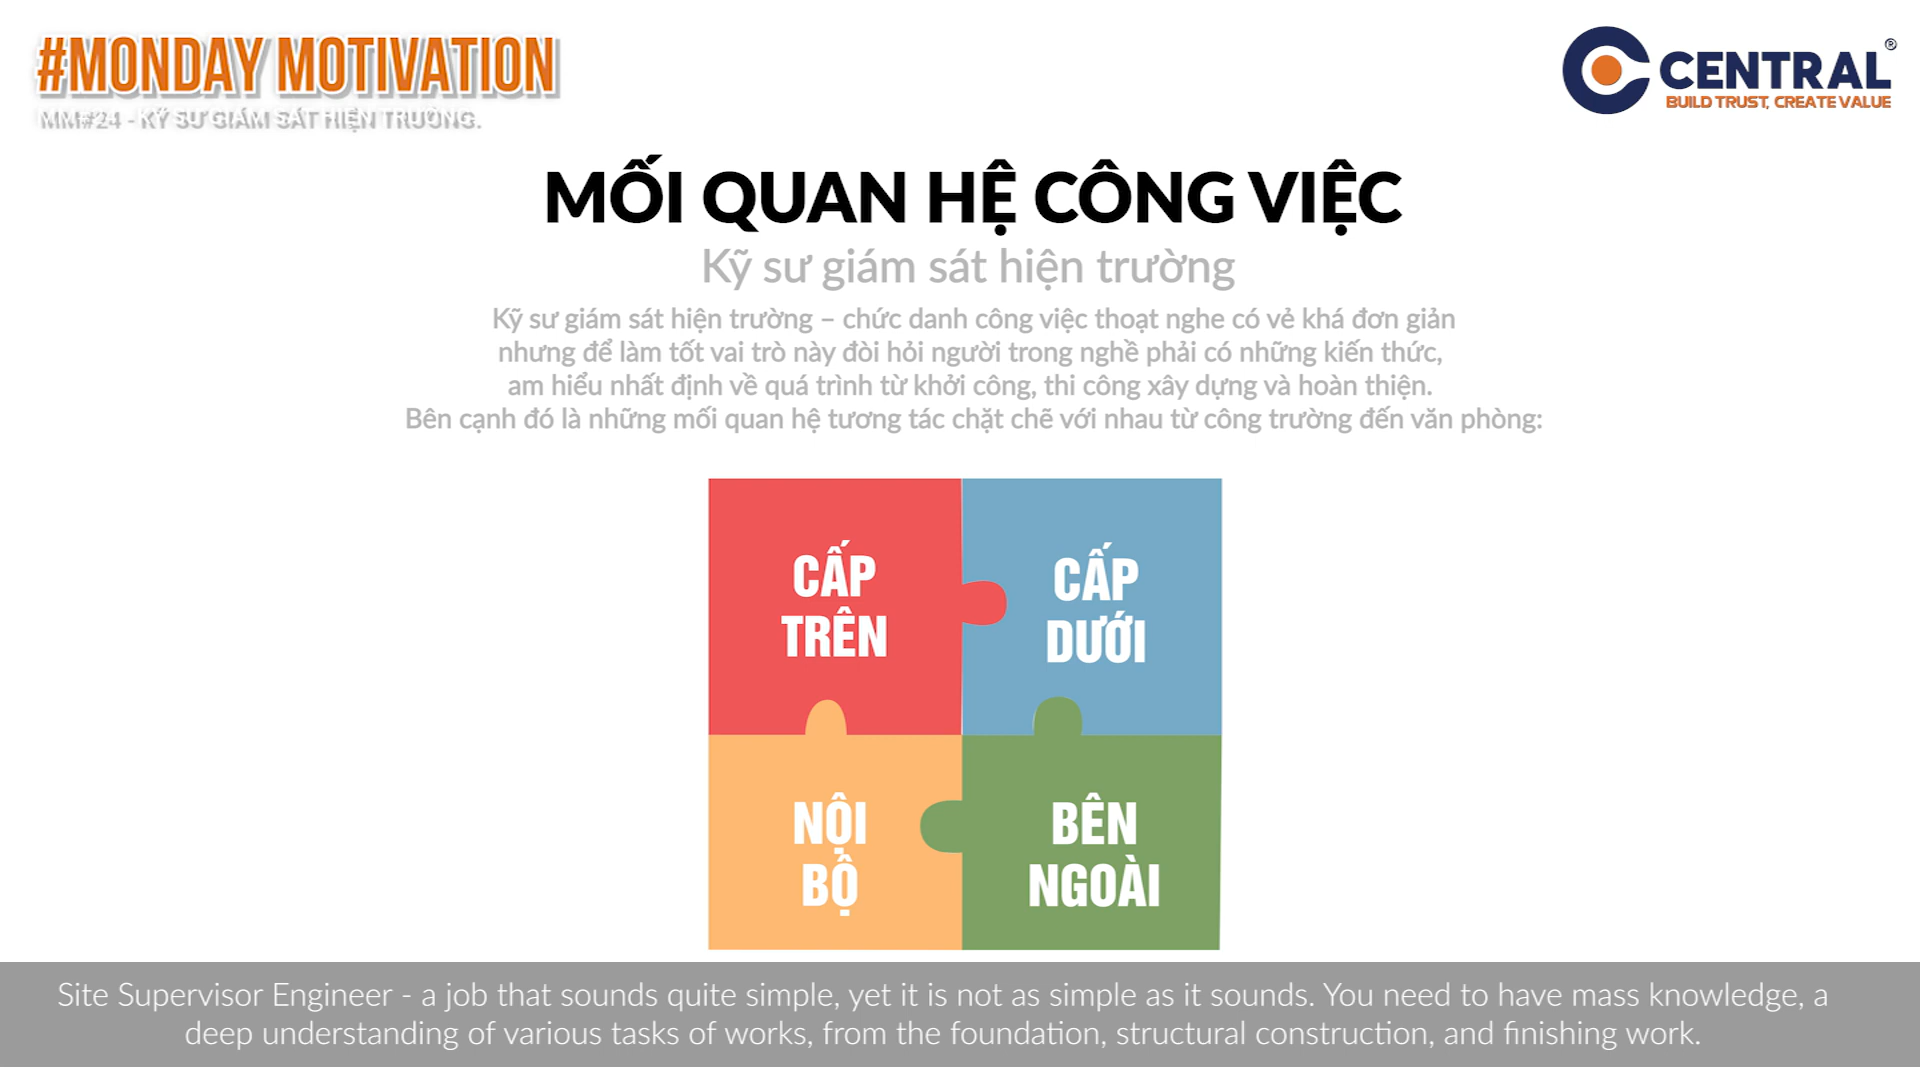 #MONDAY MOTIVATION
MM#24 - KỸ SƯ GIÁM SÁT HIỆN TRƯỜNG.
CENTRAL®
BUILD TRUST, CREATE VALUE
MỐI QUAN HỆ CÔNG VIỆC
Kỹ sư giám sát hiện trường
Kỹ sư giám sát hiện trường – chức danh công việc thoạt nghe có vẻ khá đơn giản
nhưng để làm tốt vai trò này đòi hỏi người trong nghề phải có những kiến thức,
am hiểu nhất định về quá trình từ khởi công, thi công xây dựng và hoàn thiện.
Bên cạnh đó là những mối quan hệ tương tác chặt chẽ với nhau từ công trường đến văn phòng:
CẤP
TRÊN
CẤP
DƯỚI
NỘI
BỘ
BÊN
NGOÀI
Site Supervisor Engineer - a job that sounds quite simple, yet it is not as simple as it sounds. You need to have mass knowledge, a
deep understanding of various tasks of works, from the foundation, structural construction, and finishing work.